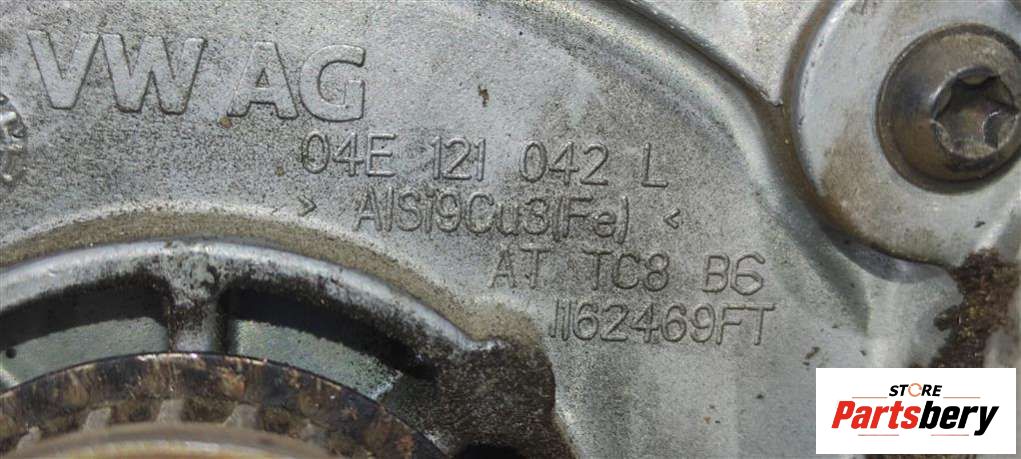 VW AG
04E 121 042 L
> AlSi9Cu3(Fe) <
AT TC8 B6
1162469FT
STORE
Partsbery